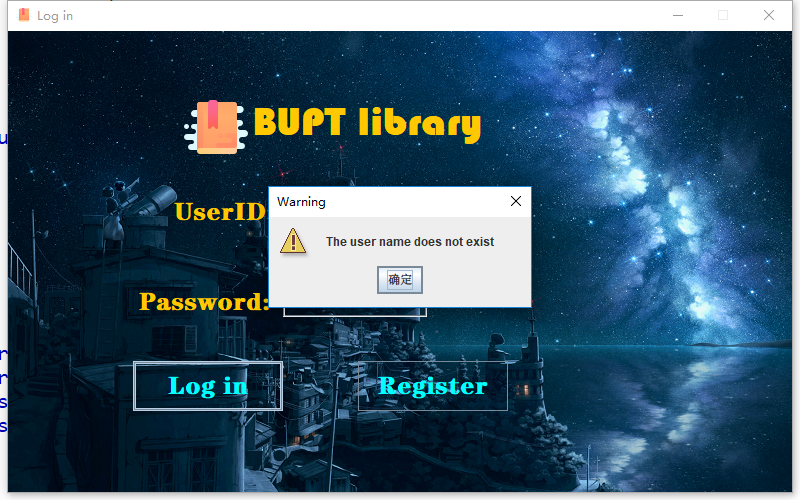 Log in
BUPT library
UserID
Warning
The user name does not exist
确定
Password:
Log in
Register